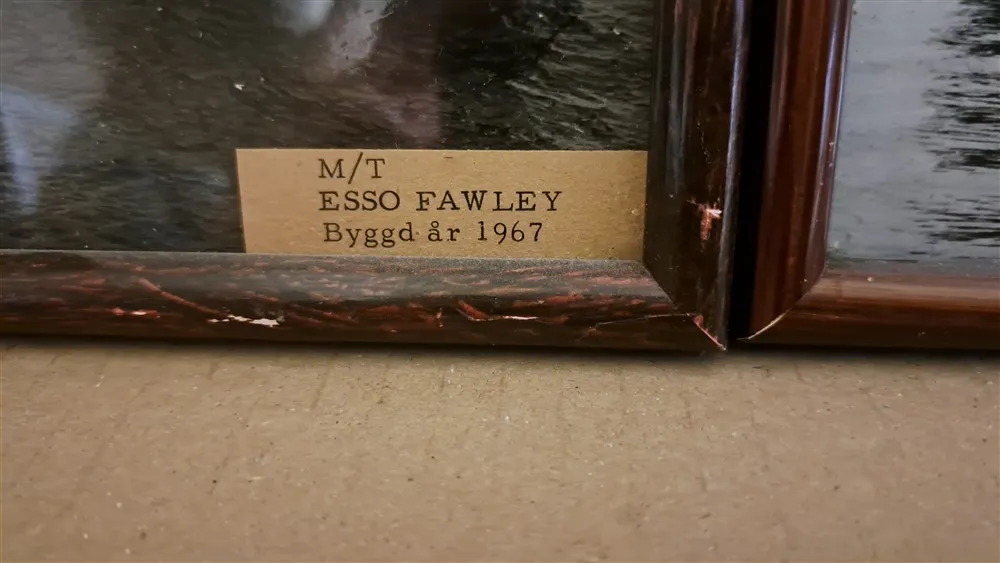 M/T
ESSO FAWLEY
Byggd år 1967